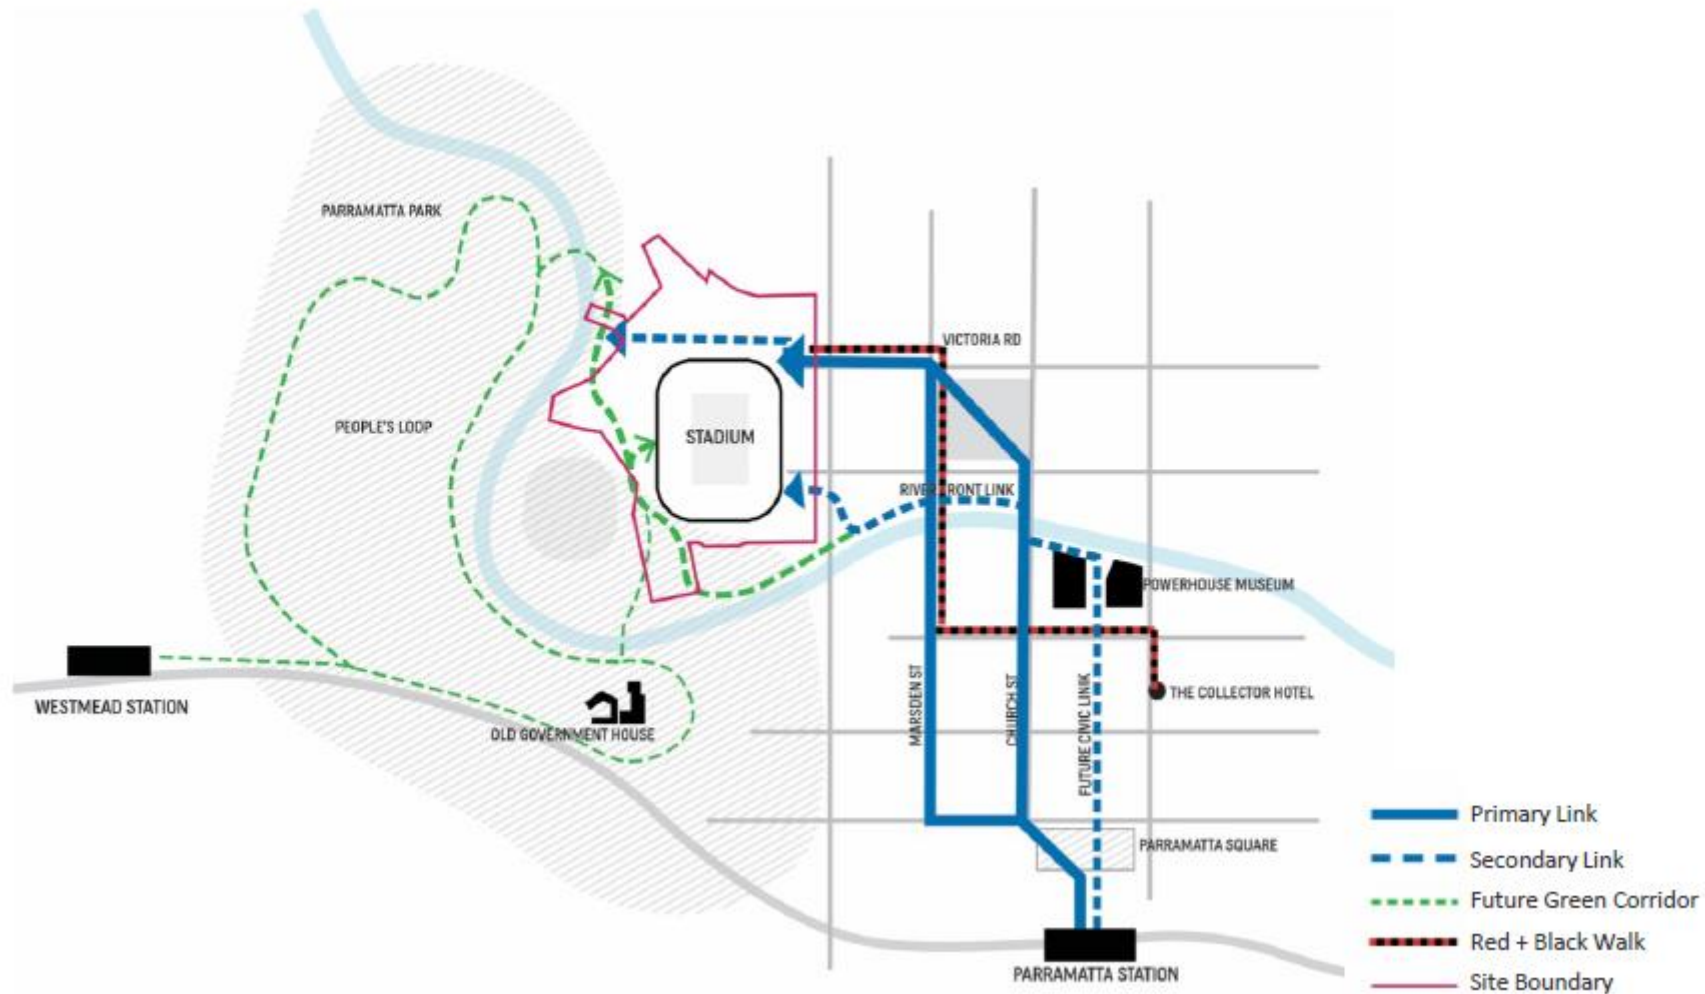 PARRAMATTA PARK
VICTORIA RD
PEOPLE'S LOOP
STADIUM
RIVERFRONT LINK
POWERHOUSE MUSEUM
WESTMEAD STATION
OLD GOVERNMENT HOUSE
MARSDEN ST
CHURCH ST
FUTURE CIVIC LINIK
THE COLLECTOR HOTEL
PARRAMATTA SQUARE
PARRAMATTA STATION
Primary Link
Secondary Link
Future Green Corridor
Red + Black Walk
Site Boundary